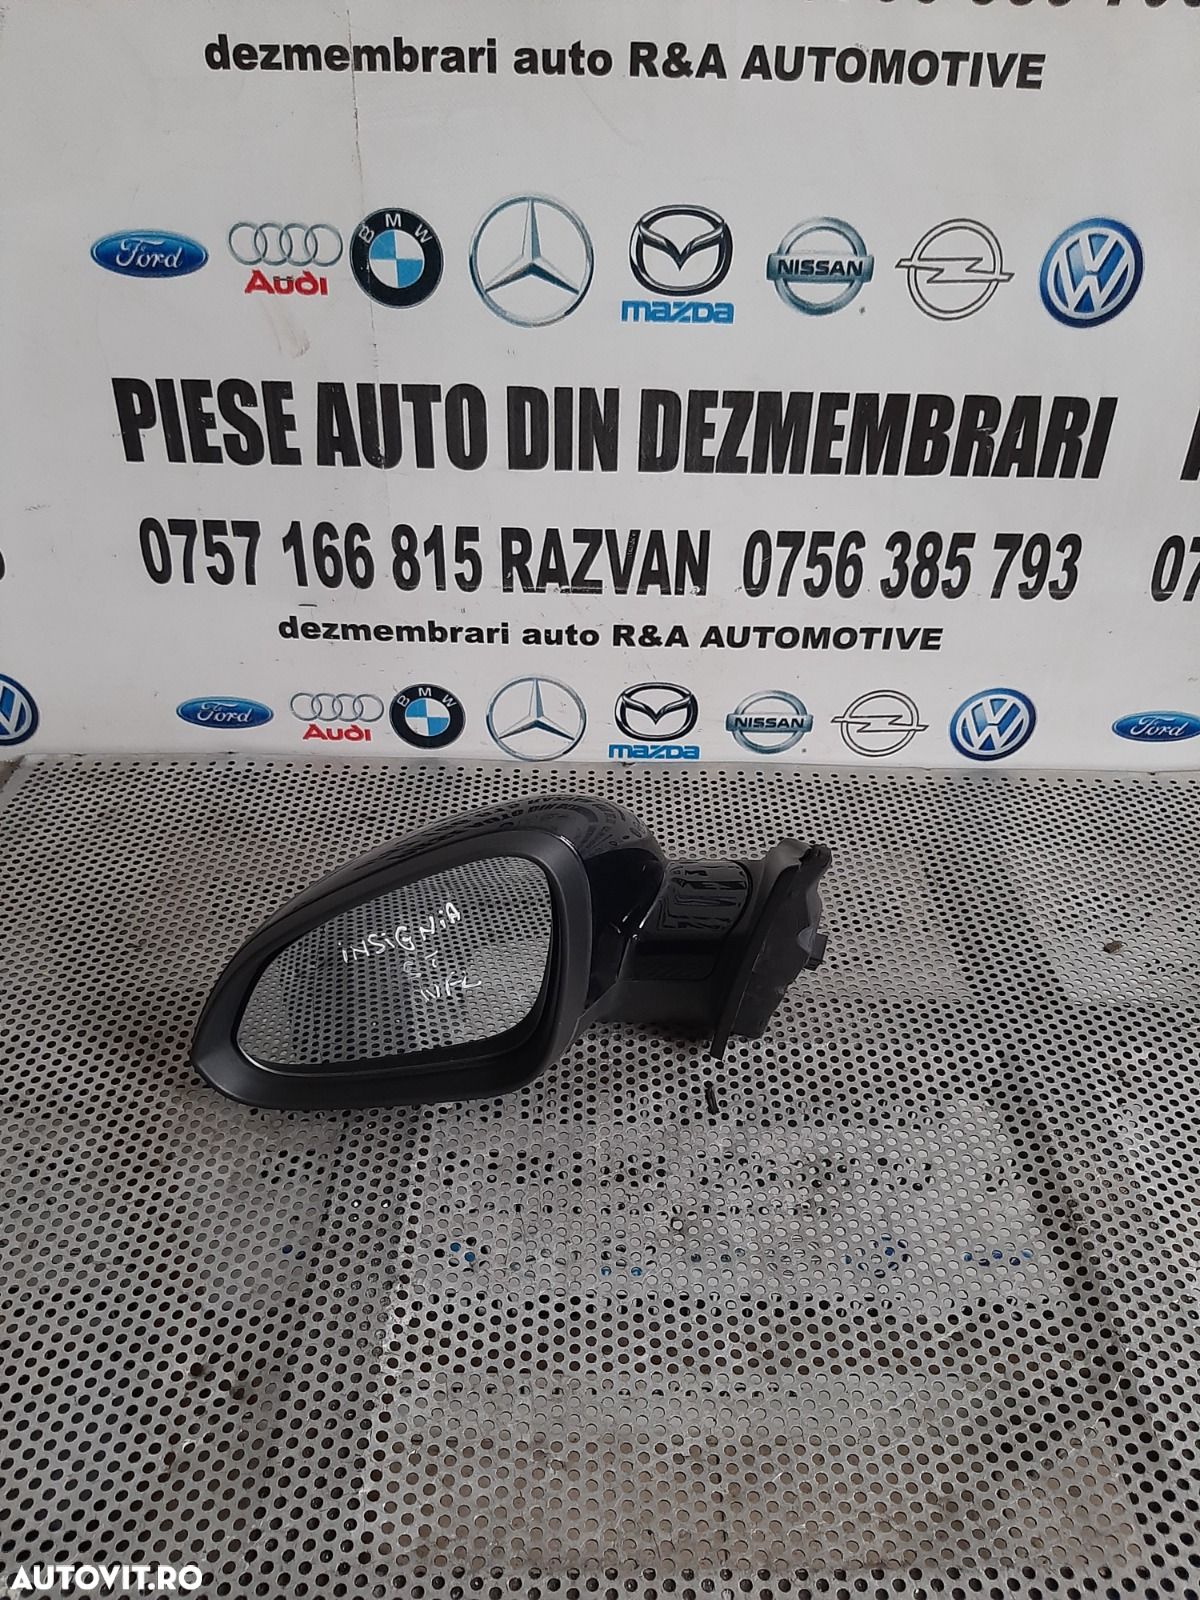 dezmembrari auto R&A AUTOMOTIVE
Ford
Audi
BMW
mazda
NISSAN
PIESE AUTO DIN DEZMEMBRARI
0757 166 815 RAZVAN 0756 385 793
07
dezmembrari auto R&A AUTOMOTIVE
Ford
Audi
BMW
mazda
NISSAN
Ford
iNSiGNiA
AUTOVIT.RO